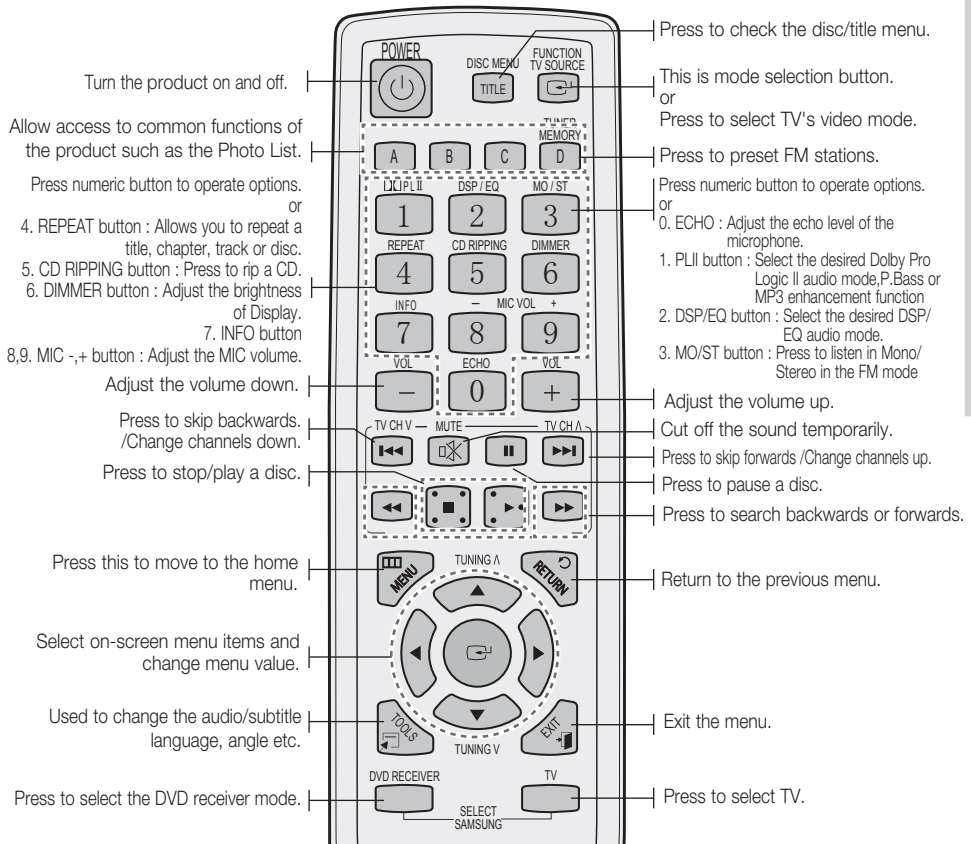 Turn the product on and off.
Allow access to common functions of
the product such as the Photo List.
Press numeric button to operate options.
or
4. REPEAT button : Allows you to repeat a
title, chapter, track or disc.
5. CD RIPPING button : Press to rip a CD.
6. DIMMER button : Adjust the brightness
of Display.
7. INFO button
8,9. MIC -,+ button : Adjust the MIC volume.
Adjust the volume down.
Press to skip backwards.
/Change channels down.
Press to stop/play a disc.
Press this to move to the home
menu.
Select on-screen menu items and
change menu value.
Used to change the audio/subtitle
language, angle etc.
Press to select the DVD receiver mode.
POWER
DISC MENU
TITLE
FUNCTION
TV SOURCE
TUNER
MEMORY
A B C D
PL II DSP / EQ MO / ST
1 2 3
REPEAT CD RIPPING DIMMER
4 5 6
INFO − MIC VOL +
7 8 9
VOL ECHO VOL
− 0 +
TV CH V MUTE TV CH Λ
MENU
TUNING Λ
RETURN
TOOLS
TUNING V
EXIT
DVD RECEIVER TV
SELECT
SAMSUNG
Press to check the disc/title menu.
This is mode selection button.
or
Press to select TV's video mode.
Press to preset FM stations.
Press numeric button to operate options.
or
0. ECHO : Adjust the echo level of the
microphone.
1. PLII button : Select the desired Dolby Pro
Logic II audio mode,P.Bass or
MP3 enhancement function
2. DSP/EQ button : Select the desired DSP/
EQ audio mode.
3. MO/ST button : Press to listen in Mono/
Stereo in the FM mode
Adjust the volume up.
Cut off the sound temporarily.
Press to skip forwards /Change channels up.
Press to pause a disc.
Press to search backwards or forwards.
Return to the previous menu.
Exit the menu.
Press to select TV.